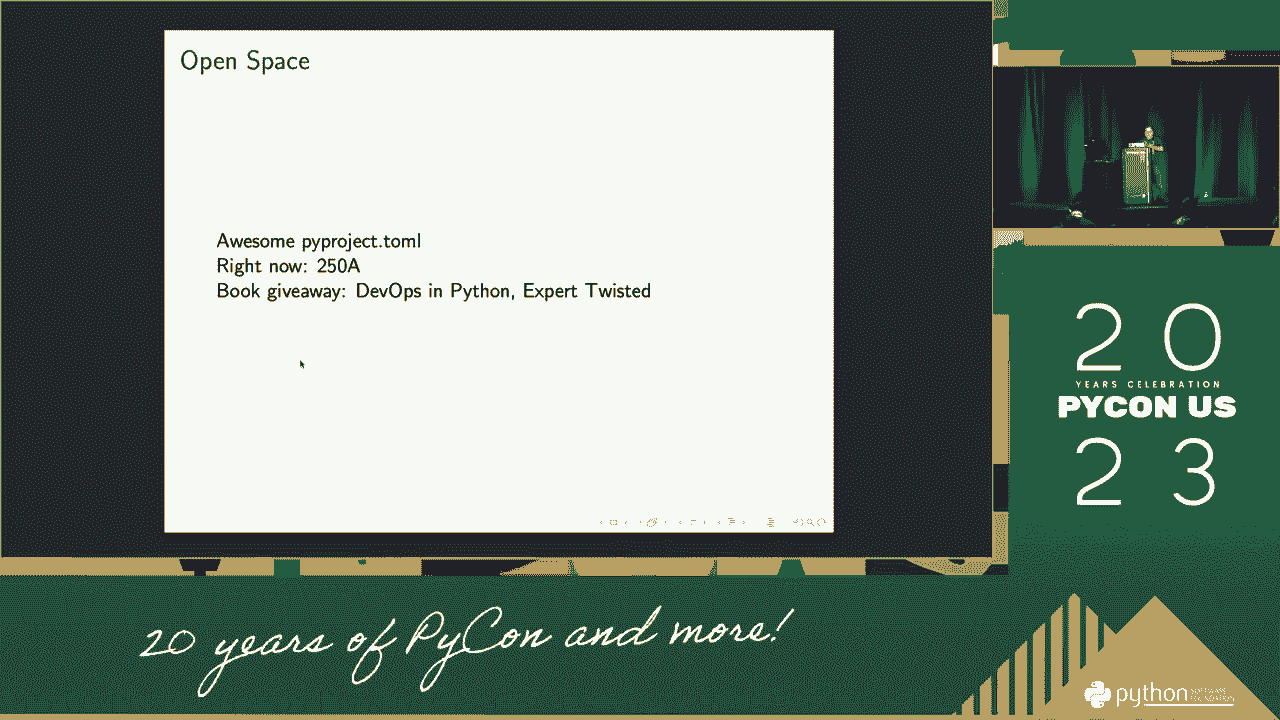 Open Space
Awesome pyproject.toml
Right now: 250A
Book giveaway: DevOps in Python, Expert Twisted
20
YEARS CELEBRATION
PYCON US
23
20 years of PyCon and more!
python SOFTWARE FOUNDATION